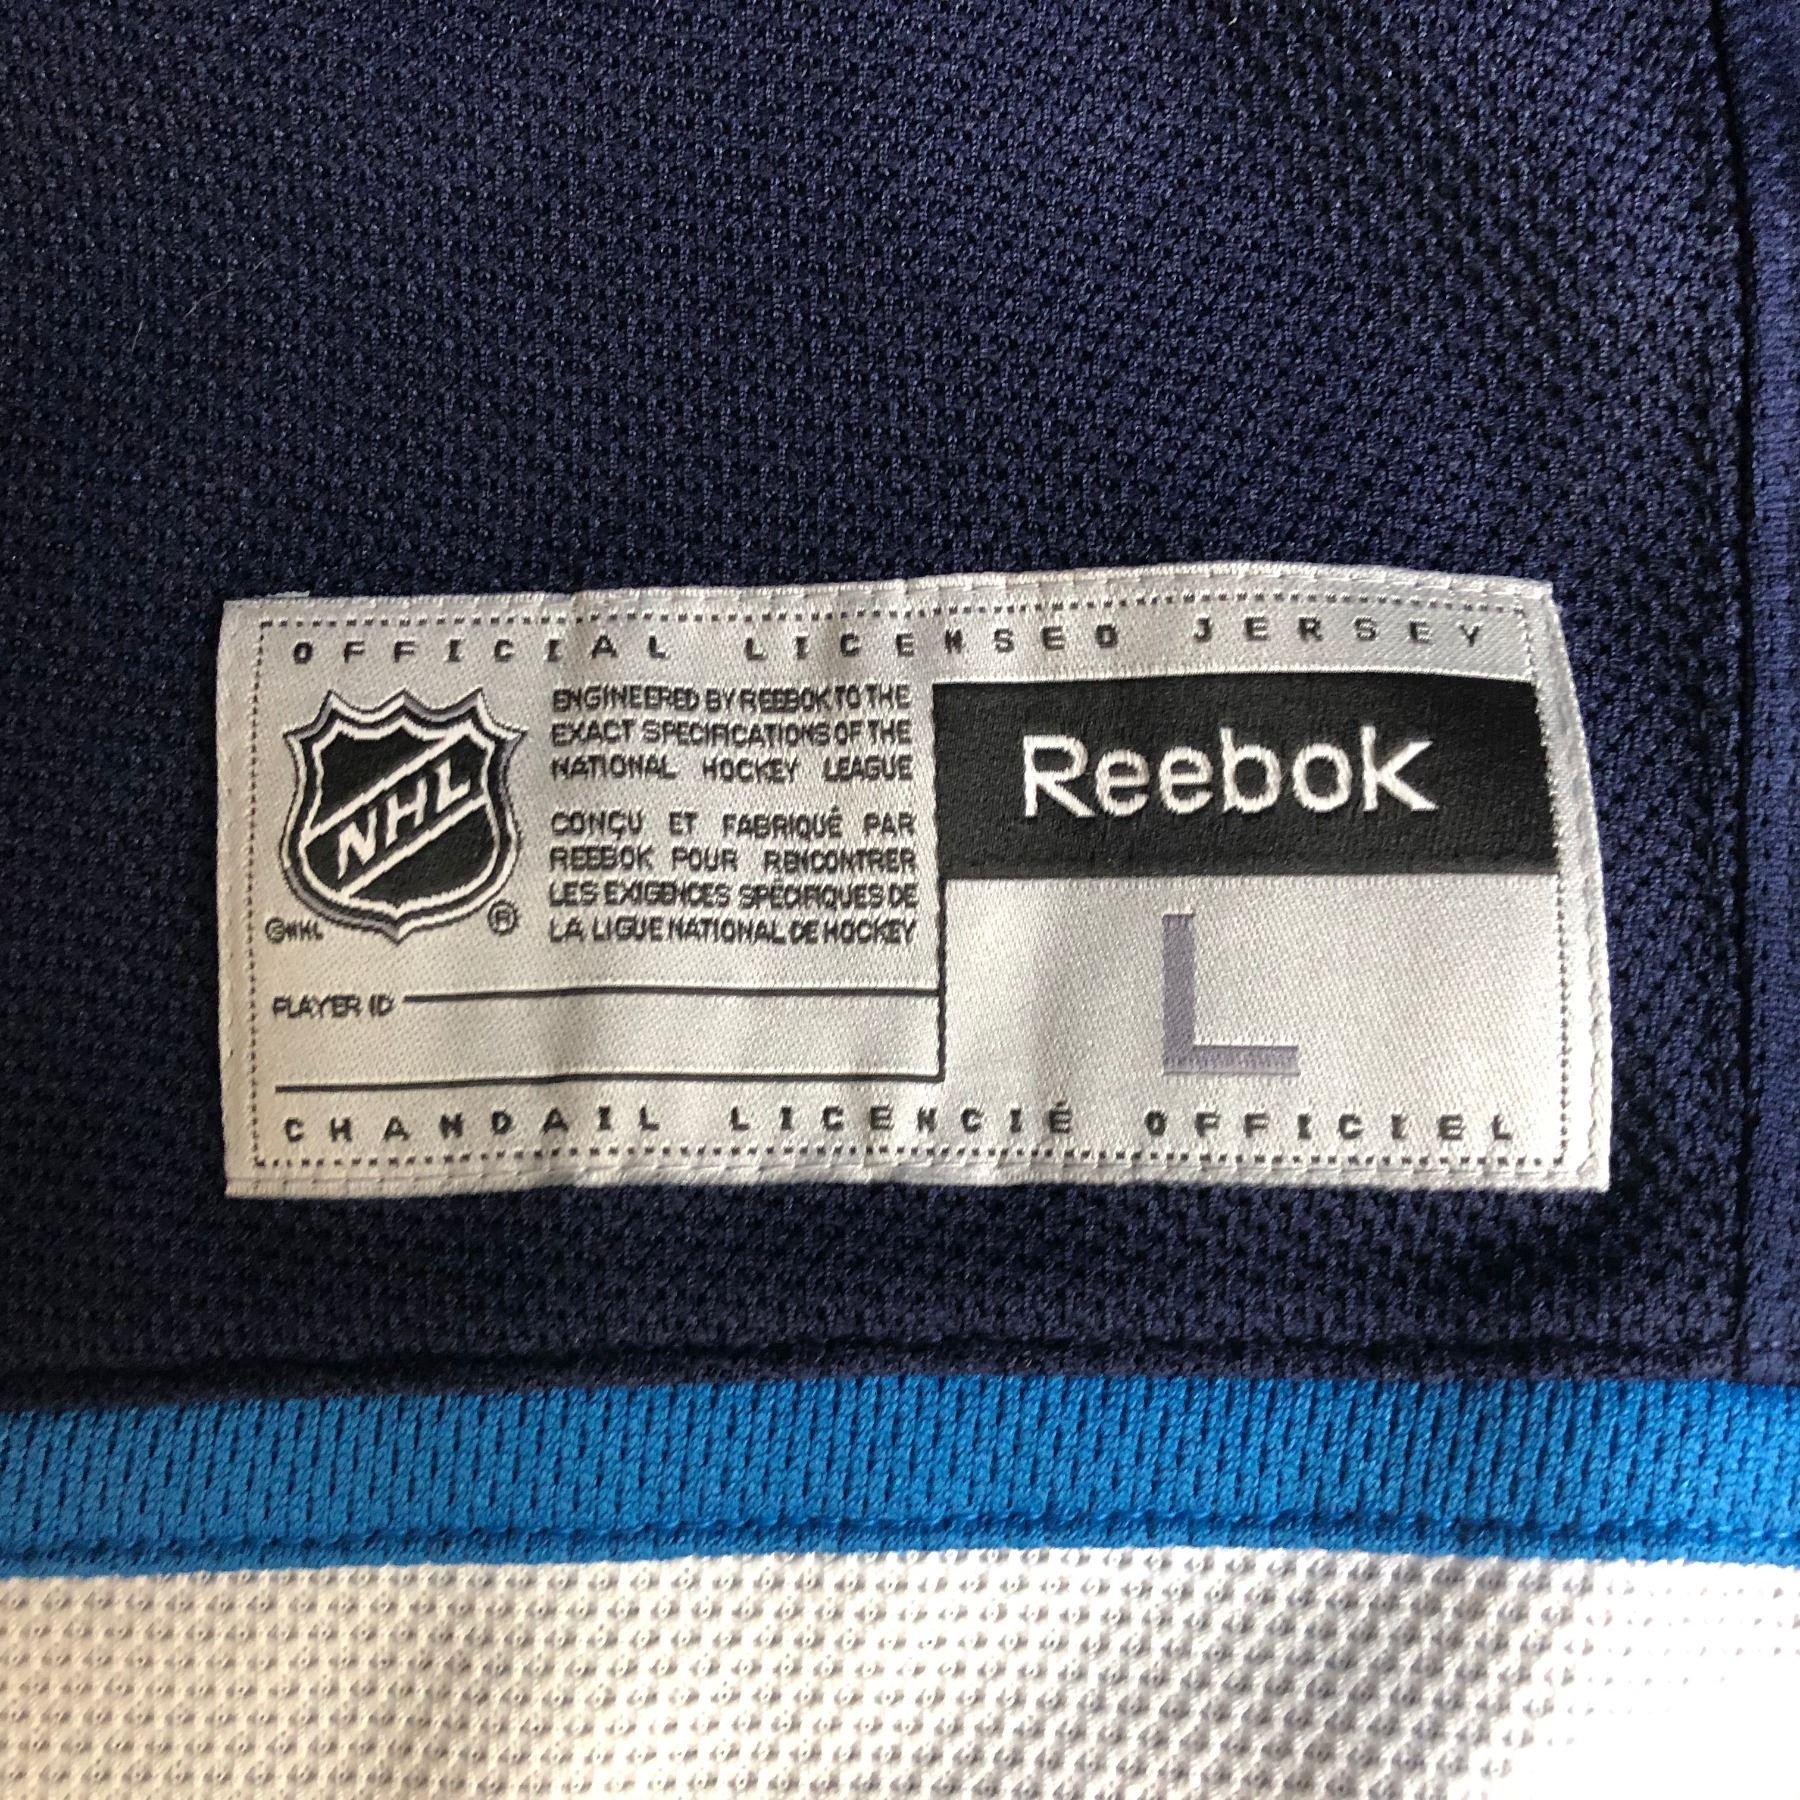 OFFICIAL LICENSED JERSEY
NHL
©NHL
®
ENGINEERED BY REEBOK TO THE
EXACT SPECIFICATIONS OF THE
NATIONAL HOCKEY LEAGUE
CONÇU ET FABRIQUÉ PAR
REEBOK POUR RENCONTRER
LES EXIGENCES SPÉCIFIQUES DE
LA LIGUE NATIONAL DE HOCKEY
PLAYER ID
Reebok
L
CHANDAIL LICENCIÉ OFFICIEL